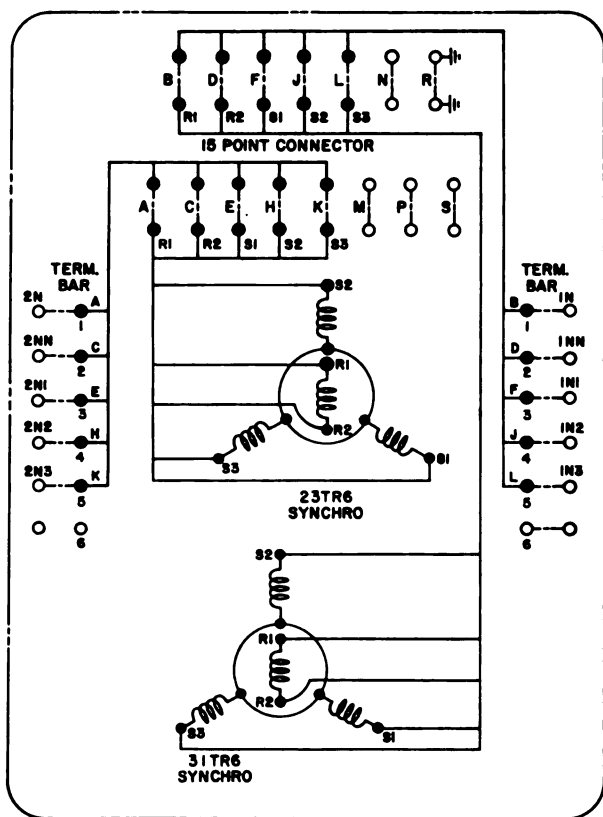 B D F J L N R
R1 R2 S1 S2 S3
15 POINT CONNECTOR
A C E H K M P S
R1 R2 S1 S2 S3
TERM.
BAR
2N A
1
2NN C
2
2N1 E
3
2N2 H
4
2N3 K
5
6
TERM.
BAR
B 1N
1
D 1NN
2
F 1N1
3
J 1N2
4
L 1N3
5
6
S2
R1
R2
S3 S1
23TR6
SYNCHRO
S2
R1
R2
S3 S1
31TR6
SYNCHRO